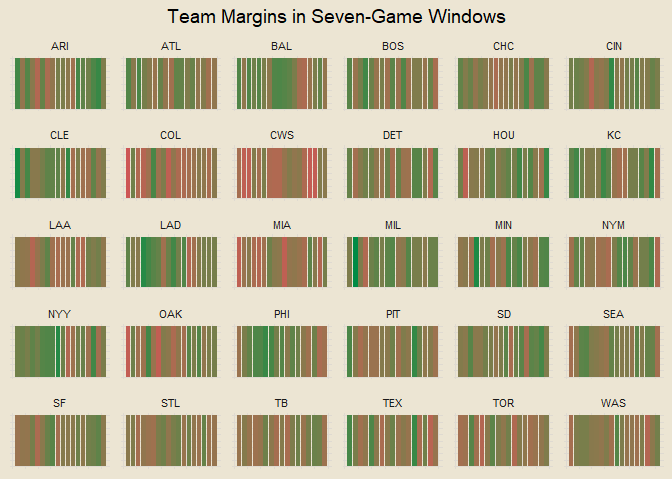 Team Margins in Seven-Game Windows
ARI ATL BAL BOS CHC CIN
CLE COL CWS DET HOU KC
LAA LAD MIA MIL MIN NYM
NYY OAK PHI PIT SD SEA
SF STL TB TEX TOR WAS